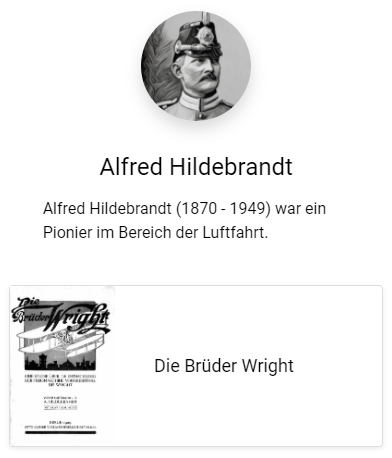 Alfred Hildebrandt
Alfred Hildebrandt (1870 - 1949) war ein
Pionier im Bereich der Luftfahrt.
Die
Brüder Wright
Die Brüder Wright